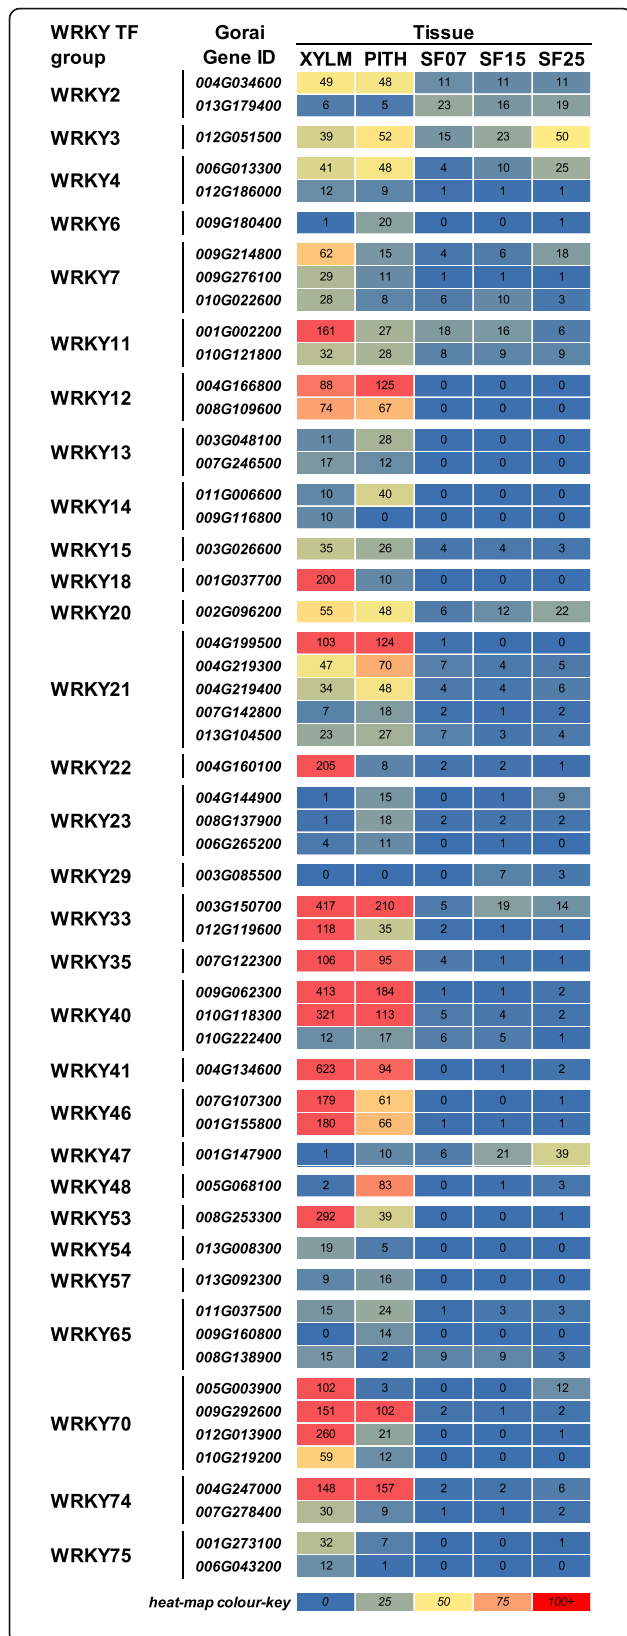 WRKY TF Gorai Tissue
group Gene ID XYLM PITH SF07 SF15 SF25
WRKY2 004G034600 49 48 11 11 11
013G179400 6 5 23 16 19
WRKY3 012G051500 39 52 15 23 50
WRKY4 006G013300 41 48 4 10 25
012G186000 12 9 1 1 1
WRKY6 009G180400 1 20 0 0 1
WRKY7 009G214800 62 15 4 6 18
009G276100 29 11 1 1 1
010G022600 28 8 6 10 3
WRKY11 001G002200 161 27 18 16 6
010G121800 32 28 8 9 9
WRKY12 004G166800 88 125 0 0 0
008G109600 74 67 0 0 0
WRKY13 003G048100 11 28 0 0 0
007G246500 17 12 0 0 0
WRKY14 011G006600 10 40 0 0 0
009G116800 10 0 0 0 0
WRKY15 003G026600 35 26 4 4 3
WRKY18 001G037700 200 10 0 0 0
WRKY20 002G096200 55 48 6 12 22
WRKY21 004G199500 103 124 1 0 0
004G219300 47 70 7 4 5
004G219400 34 48 4 4 6
007G142800 7 18 2 1 2
013G104500 23 27 7 3 4
WRKY22 004G160100 205 8 2 2 1
WRKY23 004G144900 1 15 0 1 9
008G137900 1 18 2 2 2
006G265200 4 11 0 1 0
WRKY29 003G085500 0 0 0 7 3
WRKY33 003G150700 417 210 5 19 14
012G119600 118 35 2 1 1
WRKY35 007G122300 106 95 4 1 1
WRKY40 009G062300 413 184 1 1 2
010G118300 321 113 5 4 2
010G222400 12 17 6 5 1
WRKY41 004G134600 623 94 0 1 2
WRKY46 007G107300 179 61 0 0 1
001G155800 180 66 1 1 1
WRKY47 001G147900 1 10 6 21 39
WRKY48 005G068100 2 83 0 1 3
WRKY53 008G253300 292 39 0 0 1
WRKY54 013G008300 19 5 0 0 0
WRKY57 013G092300 9 16 0 0 0
WRKY65 011G037500 15 24 1 3 3
009G160800 0 14 0 0 0
008G138900 15 2 9 9 3
WRKY70 005G003900 102 3 0 0 12
009G292600 151 102 2 1 2
012G013900 260 21 0 0 1
010G219200 59 12 0 0 1
WRKY74 004G247000 148 157 2 2 6
007G278400 30 9 1 1 2
WRKY75 001G273100 32 7 0 0 1
006G043200 12 1 0 0 0
heat-map colour-key 0 25 50 75 100+